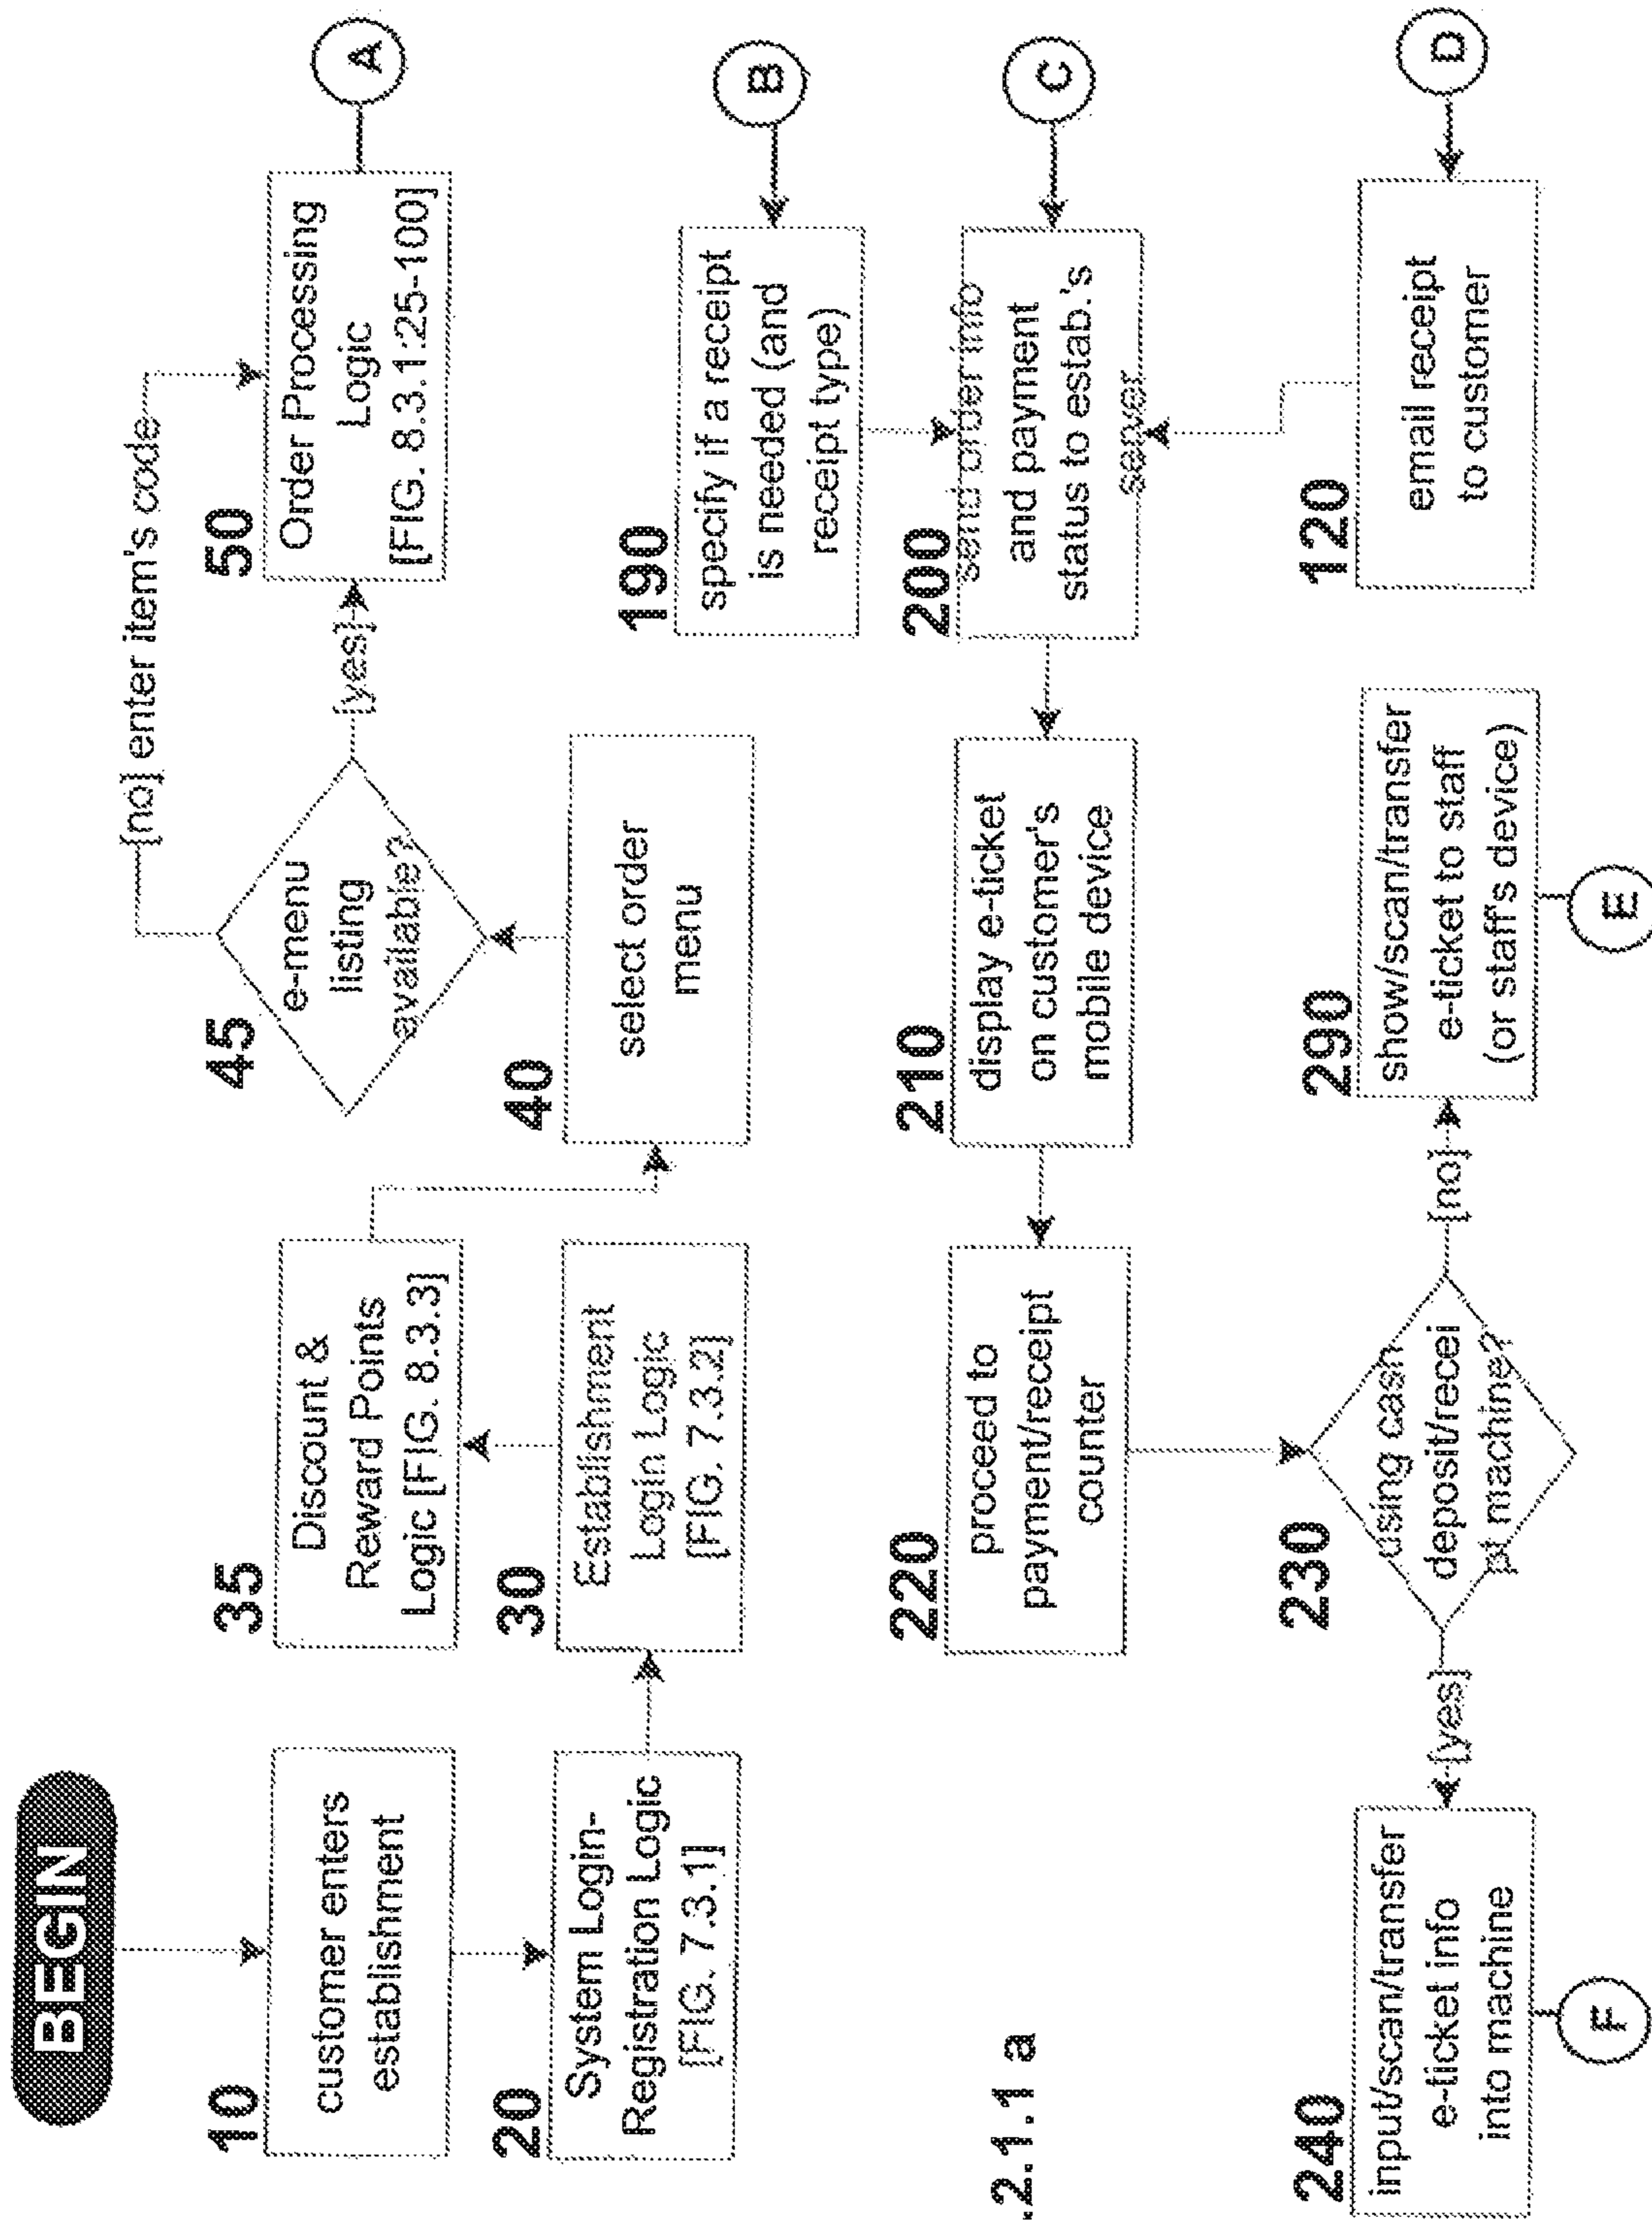 BEGIN
10
customer enters
establishment
20
System Login-
Registration Logic
[FIG. 7.3.1]
30
Establishment
Login Logic
[FIG. 7.3.2]
35
Discount &
Reward Points
Logic [FIG. 8.3.3]
40
select order
menu
45
e-menu
listing
available?
[no] enter item's code
[yes]
50
Order Processing
Logic
[FIG. 8.3.1:25-100]
A
B
190
specify if a receipt
is needed (and
receipt type)
C
200
send order info
and payment
status to estab.'s
server
D
120
email receipt
to customer
210
display e-ticket
on customer's
mobile device
220
proceed to
payment/receipt
counter
230
using cash
deposit/recei
pt machine?
[no]
290
show/scan/transfer
e-ticket to staff
(or staff's device)
E
[yes]
240
input/scan/transfer
e-ticket info
into machine
F
.2.1.1 a